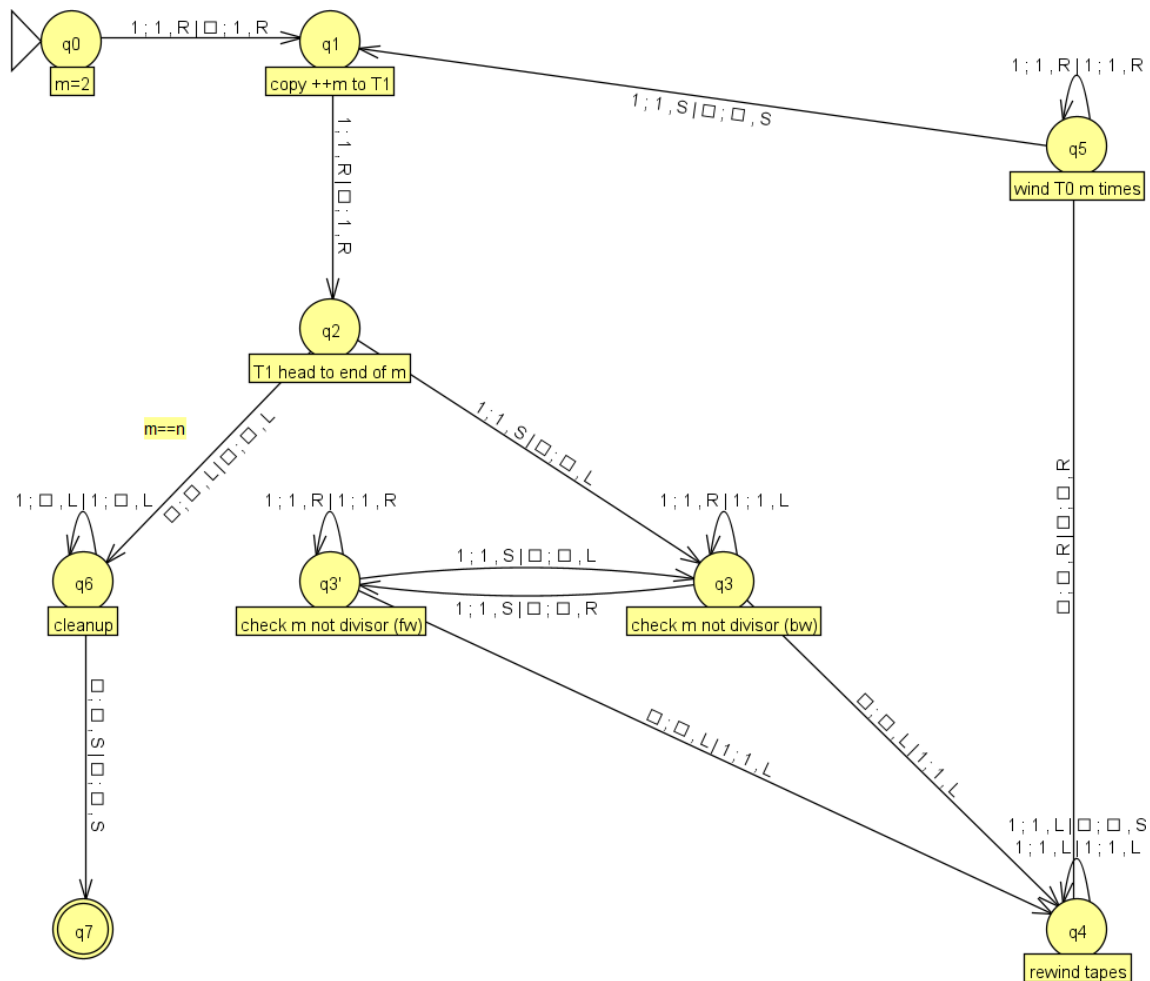 1 ; 1 , R | □ ; 1 , R
q0
m=2
q1
copy ++m to T1
1 ; 1 , R | 1 ; 1 , R
q5
wind T0 m times
1 ; 1 , S | □ ; □ , S
1 ; 1 , R | □ ; 1 , R
q2
T1 head to end of m
m==n
□ ; □ , L | □ ; □ , L
1 ; 1 , S | □ ; □ , L
□ ; □ , R | □ ; □ , R
1 ; □ , L | 1 ; □ , L
q6
cleanup
1 ; 1 , R | 1 ; 1 , R
q3'
check m not divisor (fw)
1 ; 1 , S | □ ; □ , L
1 ; 1 , S | □ ; □ , R
1 ; 1 , R | 1 ; 1 , L
q3
check m not divisor (bw)
□ ; □ , S | □ ; □ , S
□ ; □ , L | 1 ; 1 , L
□ ; □ , L | 1 ; 1 , L
1 ; 1 , L | □ ; □ , S
1 ; 1 , L | 1 ; 1 , L
q7
q4
rewind tapes